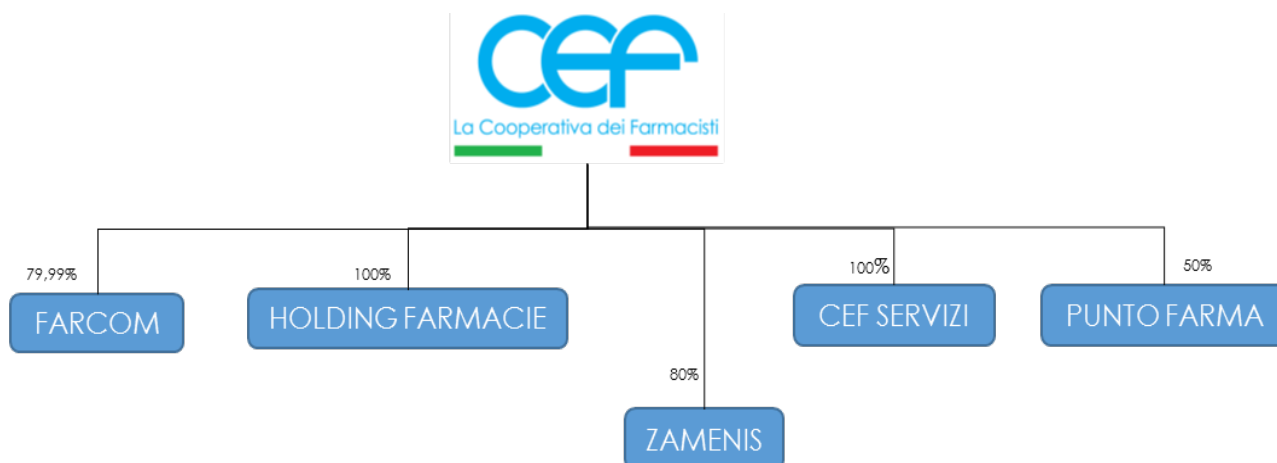 cef
La Cooperativa dei Farmacisti
79,99%
100%
100%
50%
FARCOM
HOLDING FARMACIE
CEF SERVIZI
PUNTO FARMA
80%
ZAMENIS